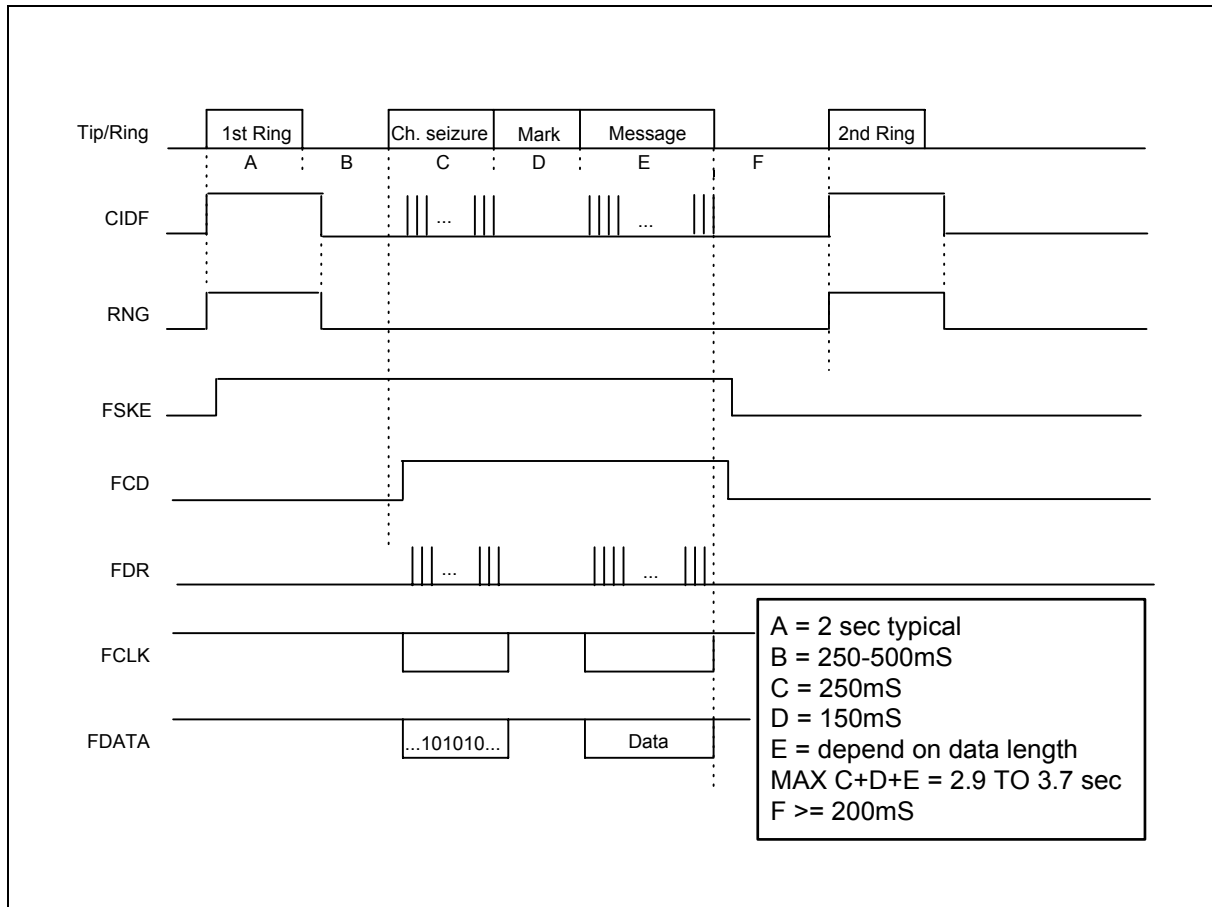 Tip/Ring 1st Ring Ch. seizure Mark Message 2nd Ring
A B C D E F
CIDF ... ...
RNG
FSKE
FCD
FDR ... ...
FCLK
FDATA ...101010... Data
A = 2 sec typical
B = 250-500mS
C = 250mS
D = 150mS
E = depend on data length
MAX C+D+E = 2.9 TO 3.7 sec
F >= 200mS